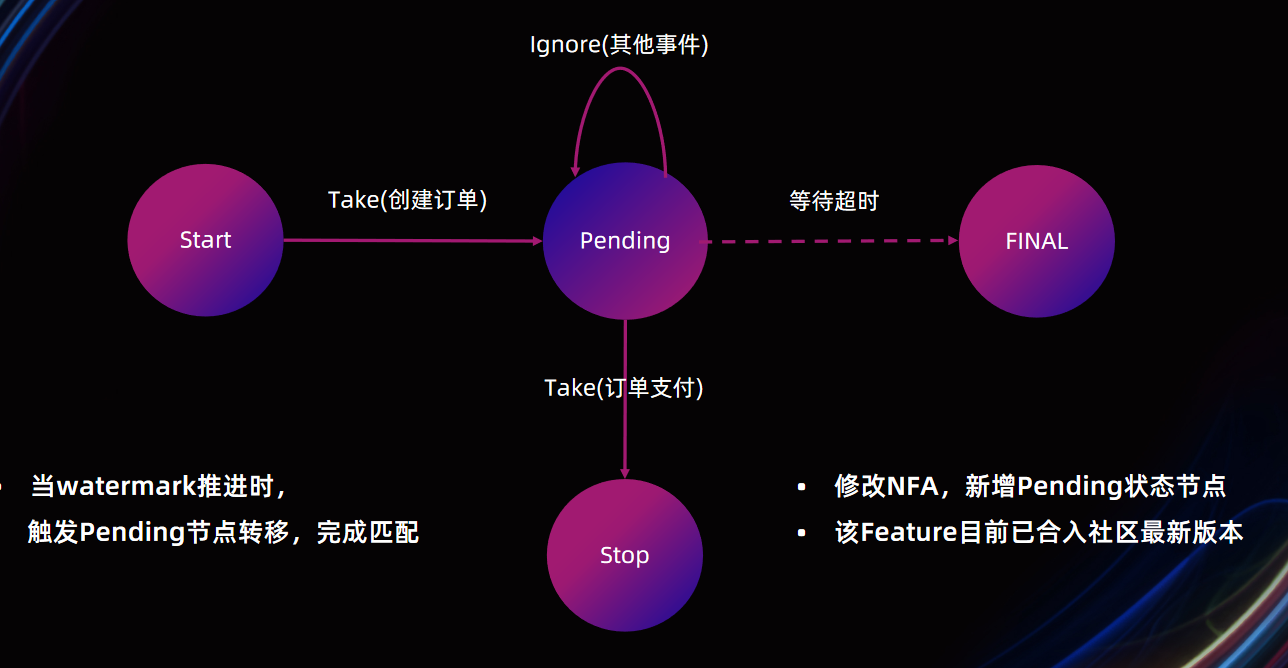 Ignore(其他事件)
Take(创建订单)
等待超时
Start
Pending
FINAL
Take(订单支付)
• 当watermark推进时，
触发Pending节点转移，完成匹配
• 修改NFA，新增Pending状态节点
• 该Feature目前已合入社区最新版本
Stop